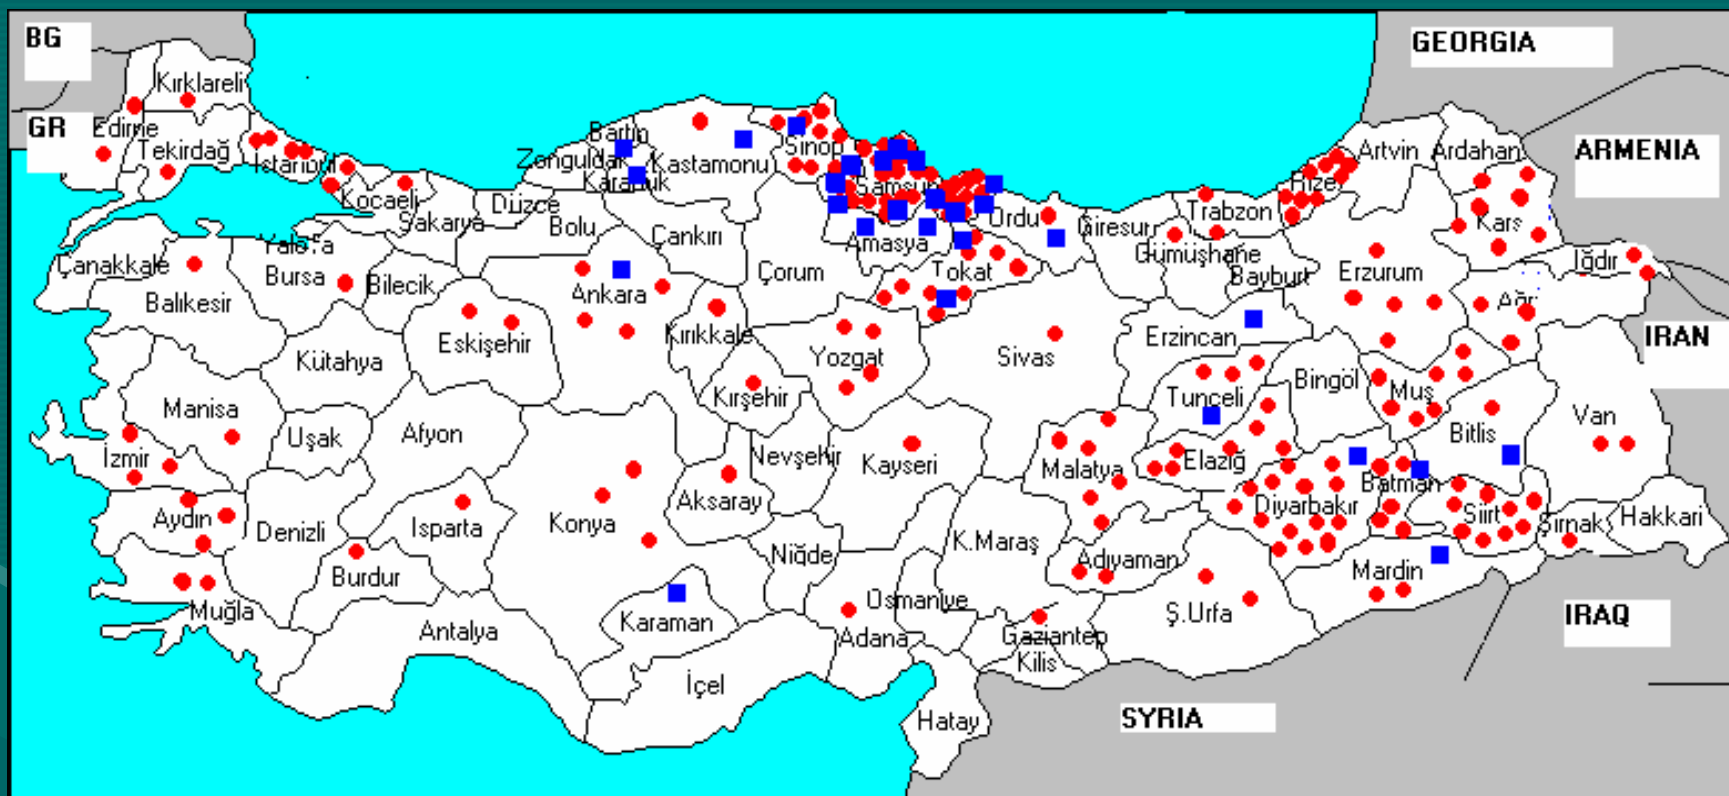 BG
GEORGIA
Kırklareli
GR
Edirne
Tekirdağ
İstanbul
Bartın
Zonguldak
Kastamonu
Sinop
Artvin
Ardahan
ARMENIA
Karabük
Kocaeli
Samsun
Rize
Düzce
Sakarya
Bolu
Çankırı
Amasya
Ordu
Giresun
Trabzon
Kars
Gümüşhane
Çanakkale
Bursa
Bilecik
Ankara
Çorum
Tokat
Bayburt
Erzurum
Iğdır
Balıkesir
Eskişehir
Kırıkkale
Yozgat
Sivas
Erzincan
IRAN
Kütahya
Kırşehir
Tunceli
Bingöl
Muş
Manisa
Uşak
Afyon
Van
Bitlis
İzmir
Nevşehir
Kayseri
Malatya
Elazığ
Batman
Aydın
Denizli
Isparta
Konya
Aksaray
Diyarbakır
Siirt
Şırnak
Hakkari
K.Maraş
Niğde
Adıyaman
Mardin
Burdur
Muğla
Osmaniye
Ş.Urfa
IRAQ
Antalya
Karaman
Adana
Gaziantep
Kilis
İçel
Hatay
SYRIA